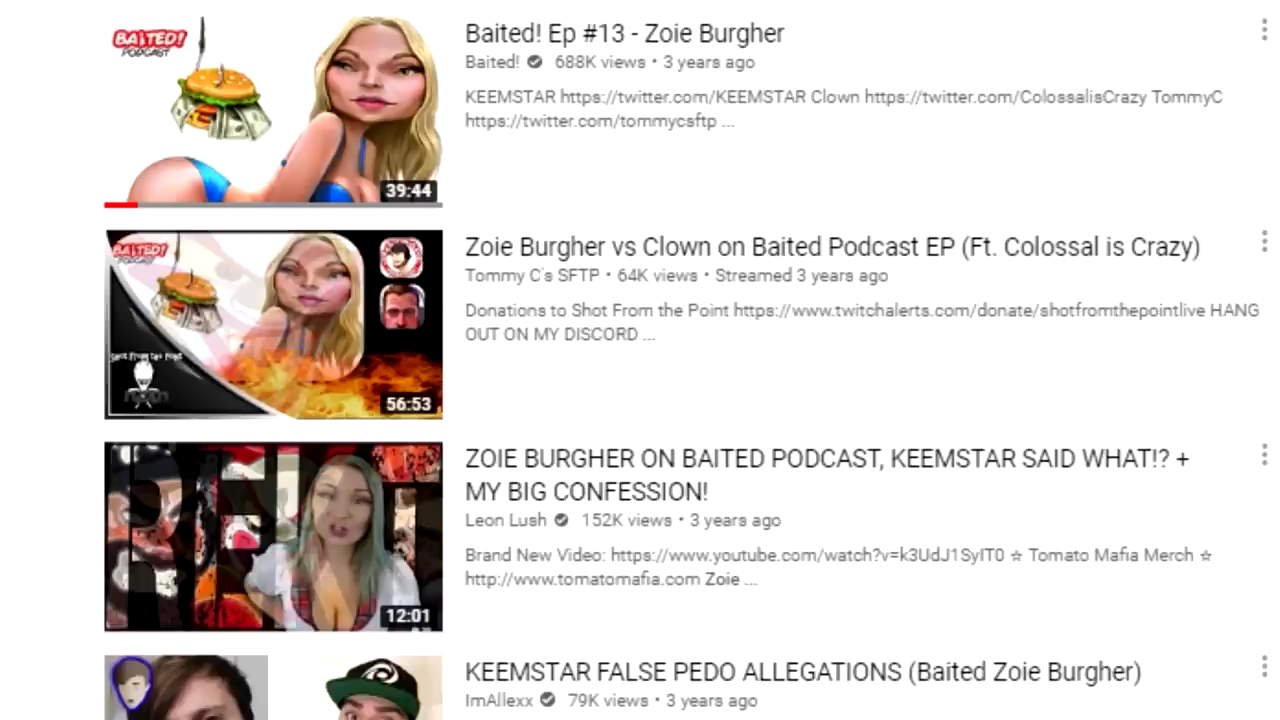 BAITED!
PODCAST
39:44
Baited! Ep #13 - Zoie Burgher
Baited! 688K views • 3 years ago
KEEMSTAR https://twitter.com/KEEMSTAR Clown https://twitter.com/ColossalisCrazy TommyC
https://twitter.com/tommycsftp ...
BAITED!
PODCAST
Shot From the Point
56:53
Zoie Burgher vs Clown on Baited Podcast EP (Ft. Colossal is Crazy)
Tommy C's SFTP • 64K views • Streamed 3 years ago
Donations to Shot From the Point https://www.twitchalerts.com/donate/shotfromthepointlive HANG
OUT ON MY DISCORD ...
12:01
ZOIE BURGHER ON BAITED PODCAST, KEEMSTAR SAID WHAT!? +
MY BIG CONFESSION!
Leon Lush 152K views • 3 years ago
Brand New Video: https://www.youtube.com/watch?v=k3UdJ1SyIT0 ☆ Tomato Mafia Merch ☆
http://www.tomatomafia.com Zoie ...
KEEMSTAR FALSE PEDO ALLEGATIONS (Baited Zoie Burgher)
ImAllexx 79K views • 3 years ago